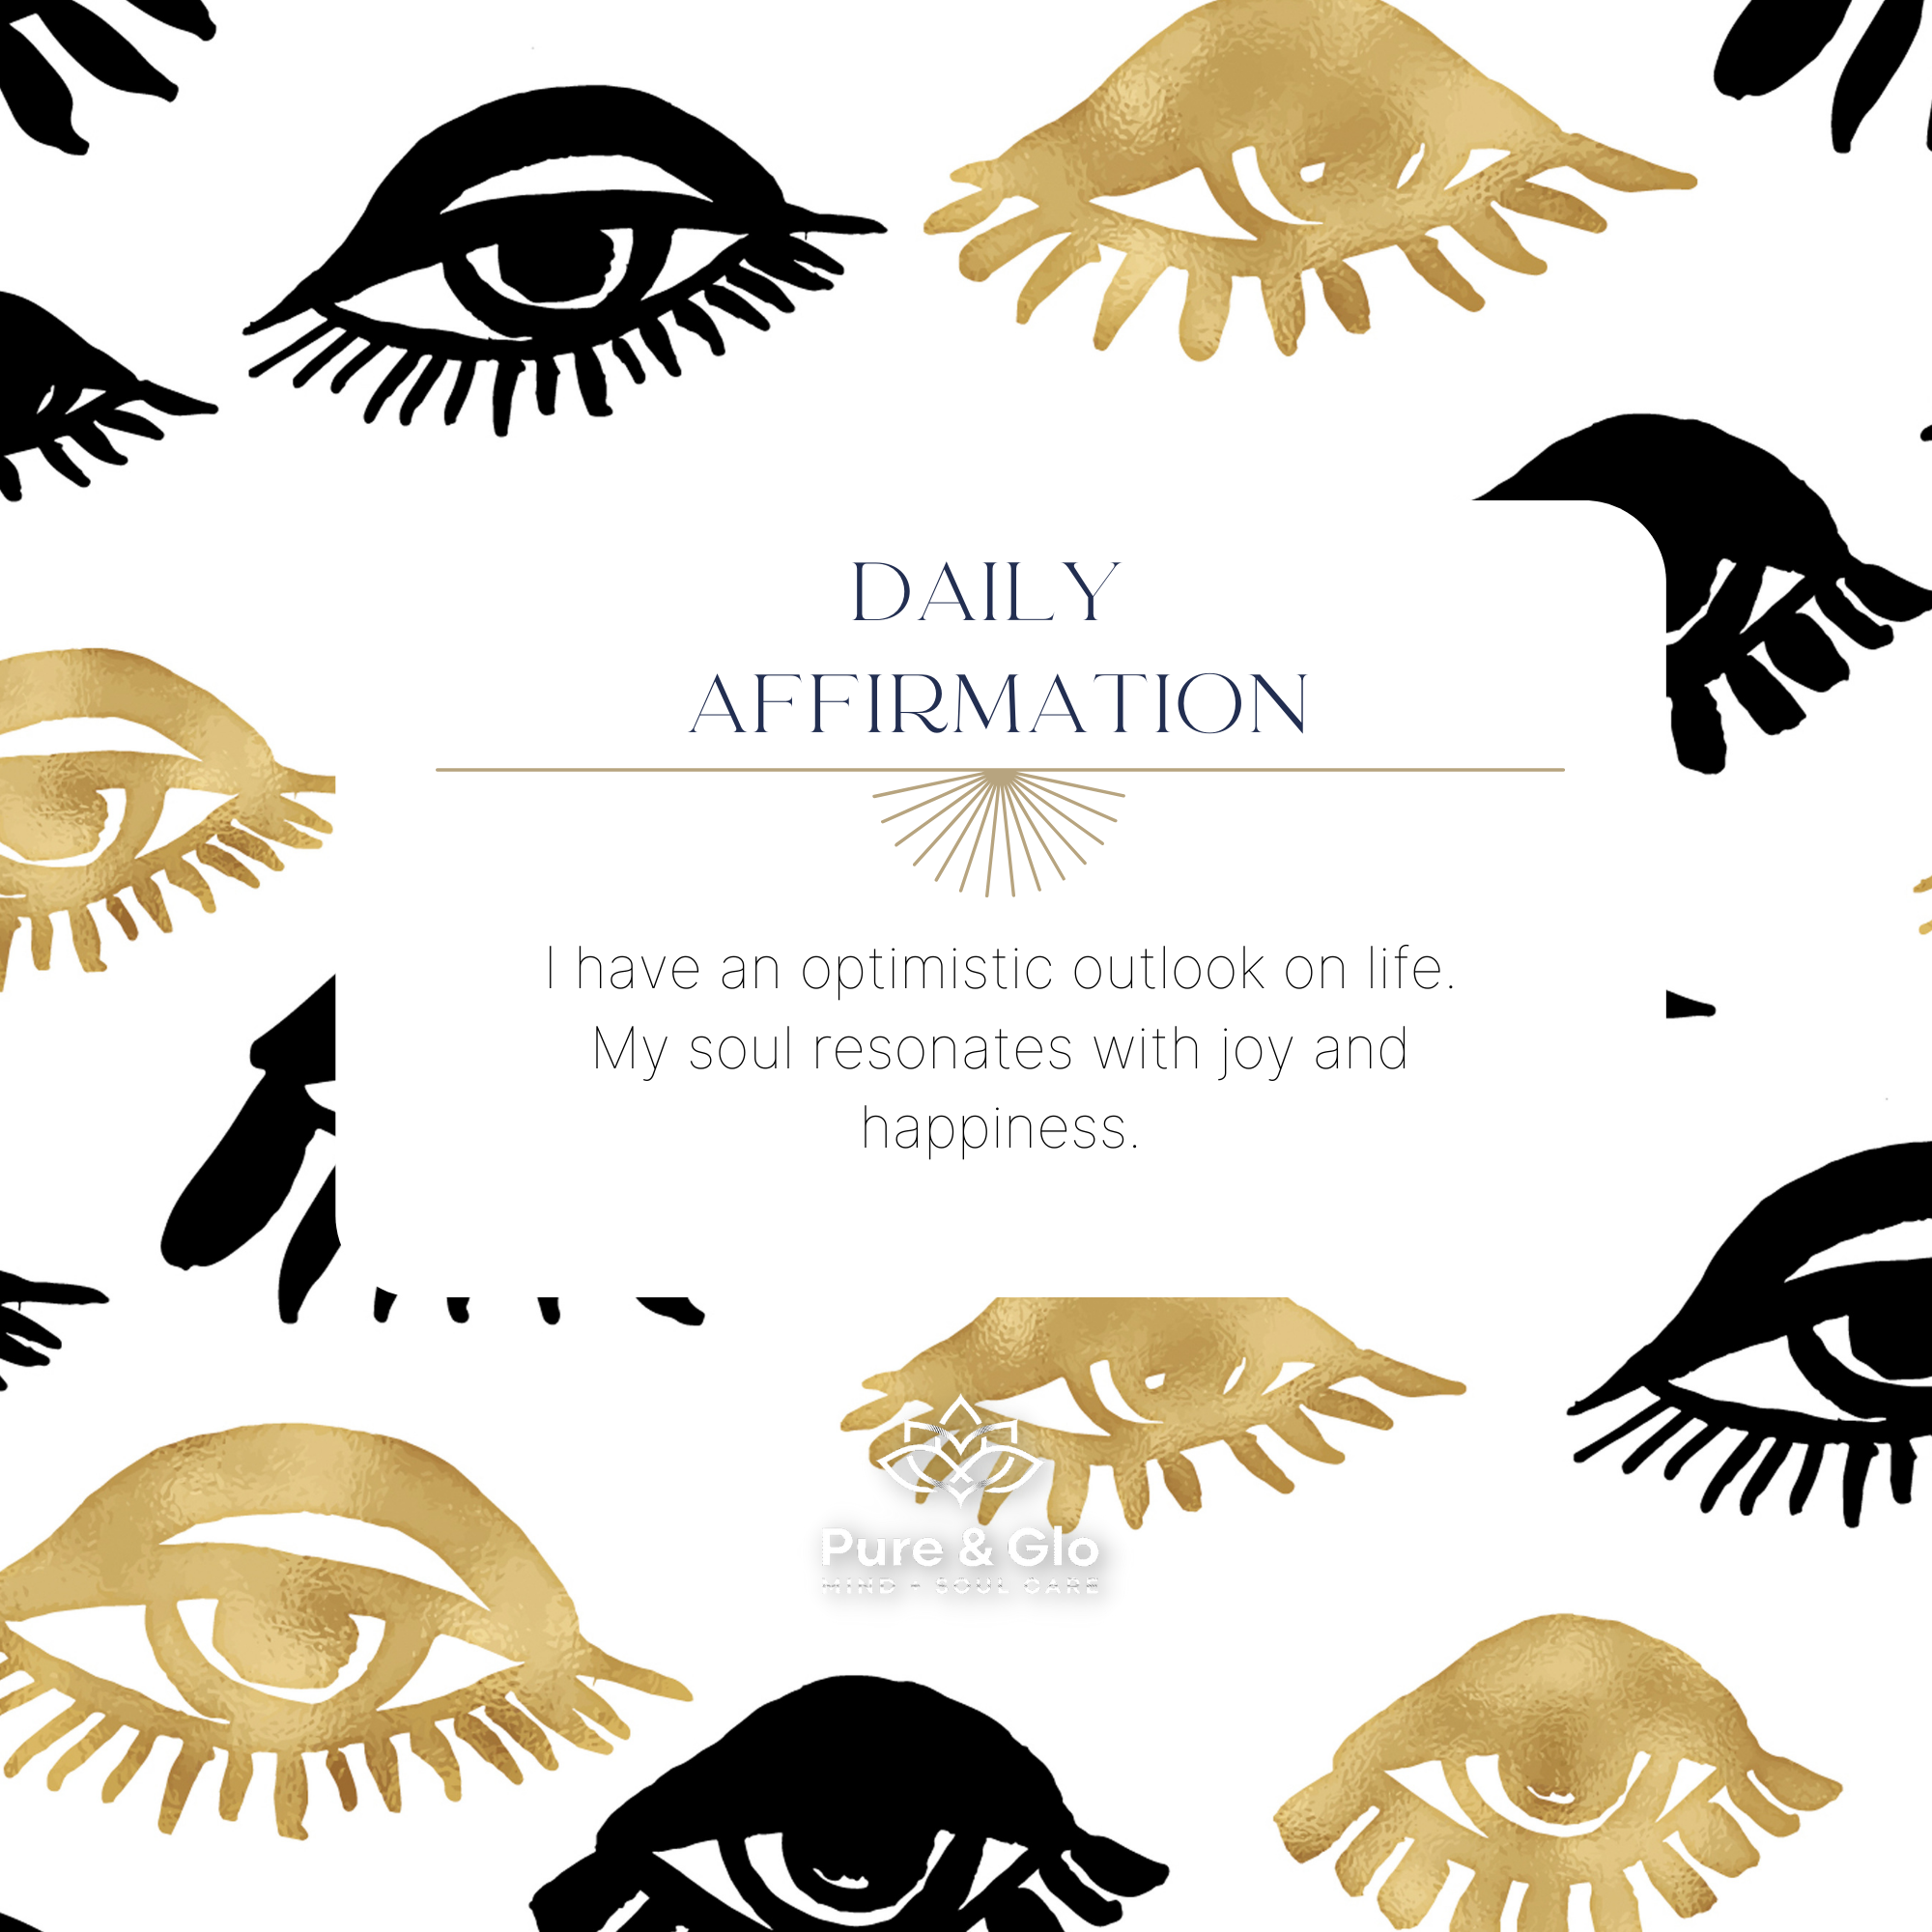 DAILY
AFFIRMATION
I have an optimistic outlook on life.
My soul resonates with joy and
happiness.
Pure & Glo
MIND - SOUL CARE